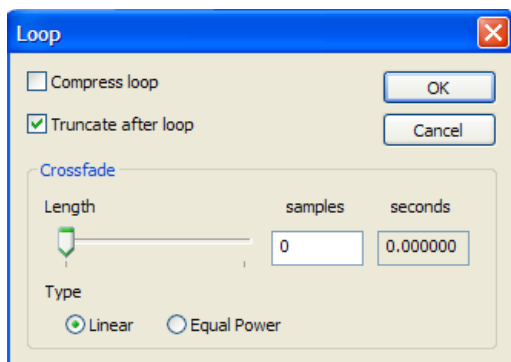 Loop
Compress loop
OK
Truncate after loop
Cancel
Crossfade
Length samples seconds
0 0.000000
Type
Linear Equal Power